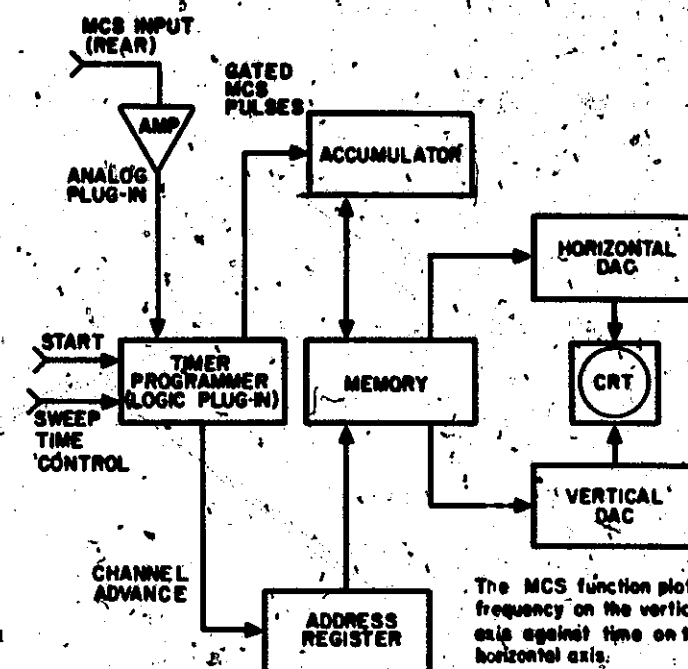 MCS INPUT
(REAR)
AMP
ANALOG
PLUG-IN
GATED
MCS
PULSES
ACCUMULATOR
HORIZONTAL
DAC
START
TIMER
PROGRAMMER
(LOGIC PLUG-IN)
MEMORY
CRT
SWEEP
TIME
CONTROL
VERTICAL
DAC
CHANNEL
ADVANCE
ADDRESS
REGISTER
The MCS function plot
frequency on the vertic
axis against time on t
horizontal axis.